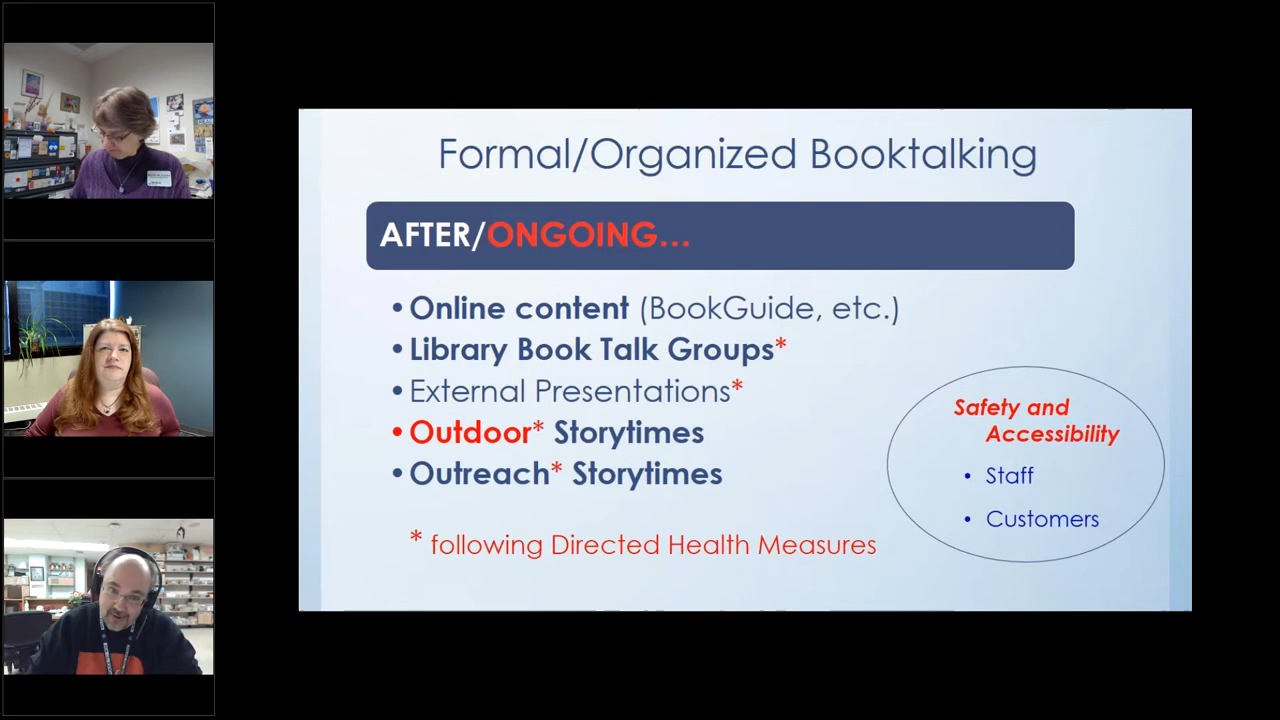 Formal/Organized Booktalking
AFTER/ONGOING...
• Online content (BookGuide, etc.)
• Library Book Talk Groups*
• External Presentations*
• Outdoor* Storytimes
• Outreach* Storytimes
* following Directed Health Measures
Safety and
Accessibility
• Staff
• Customers